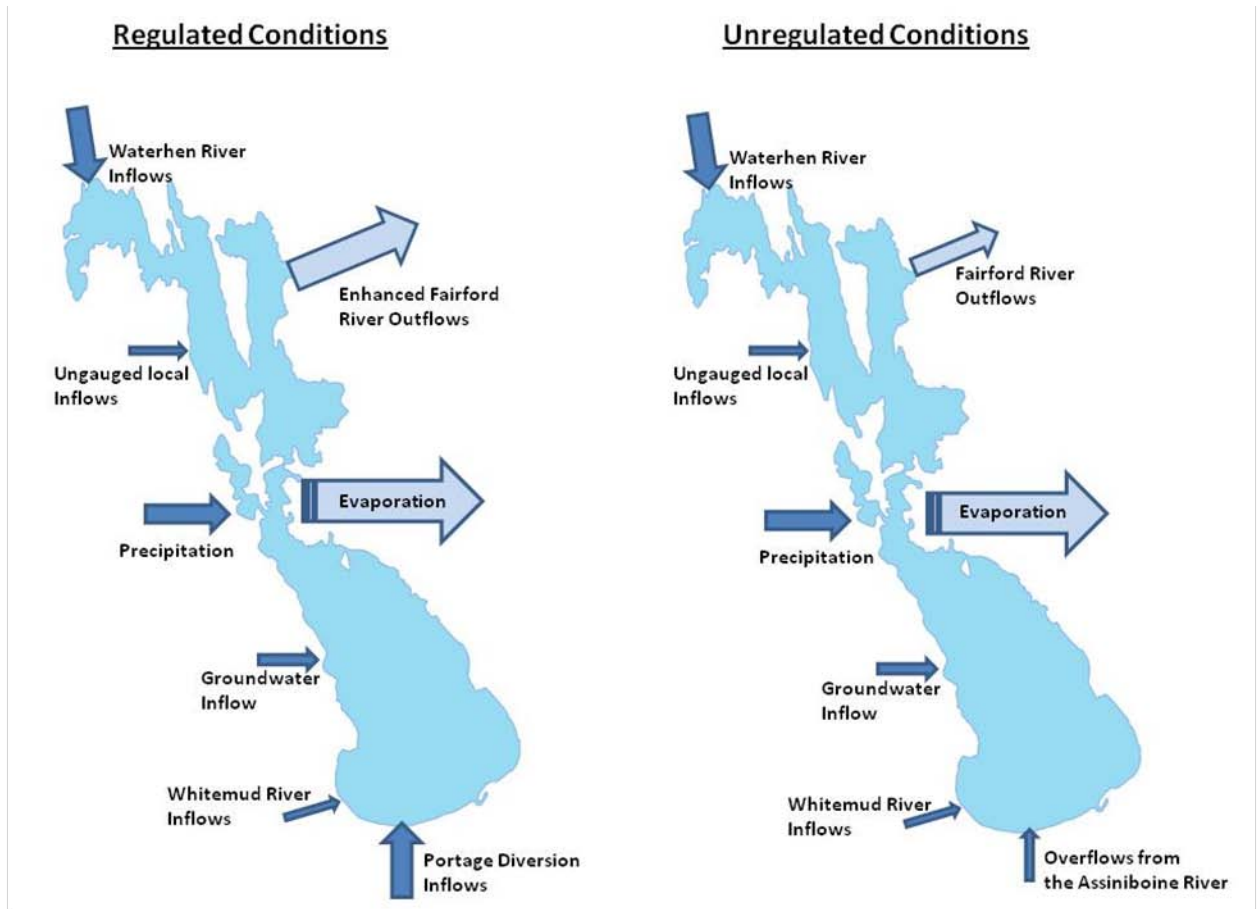 Regulated Conditions
Waterhen River
Inflows
Enhanced Fairford
River Outflows
Ungauged local
Inflows
Evaporation
Precipitation
Groundwater
Inflow
Whitemud River
Inflows
Portage Diversion
Inflows
Unregulated Conditions
Waterhen River
Inflows
Fairford River
Outflows
Ungauged local
Inflows
Evaporation
Precipitation
Groundwater
Inflow
Whitemud River
Inflows
Overflows from
the Assiniboine River